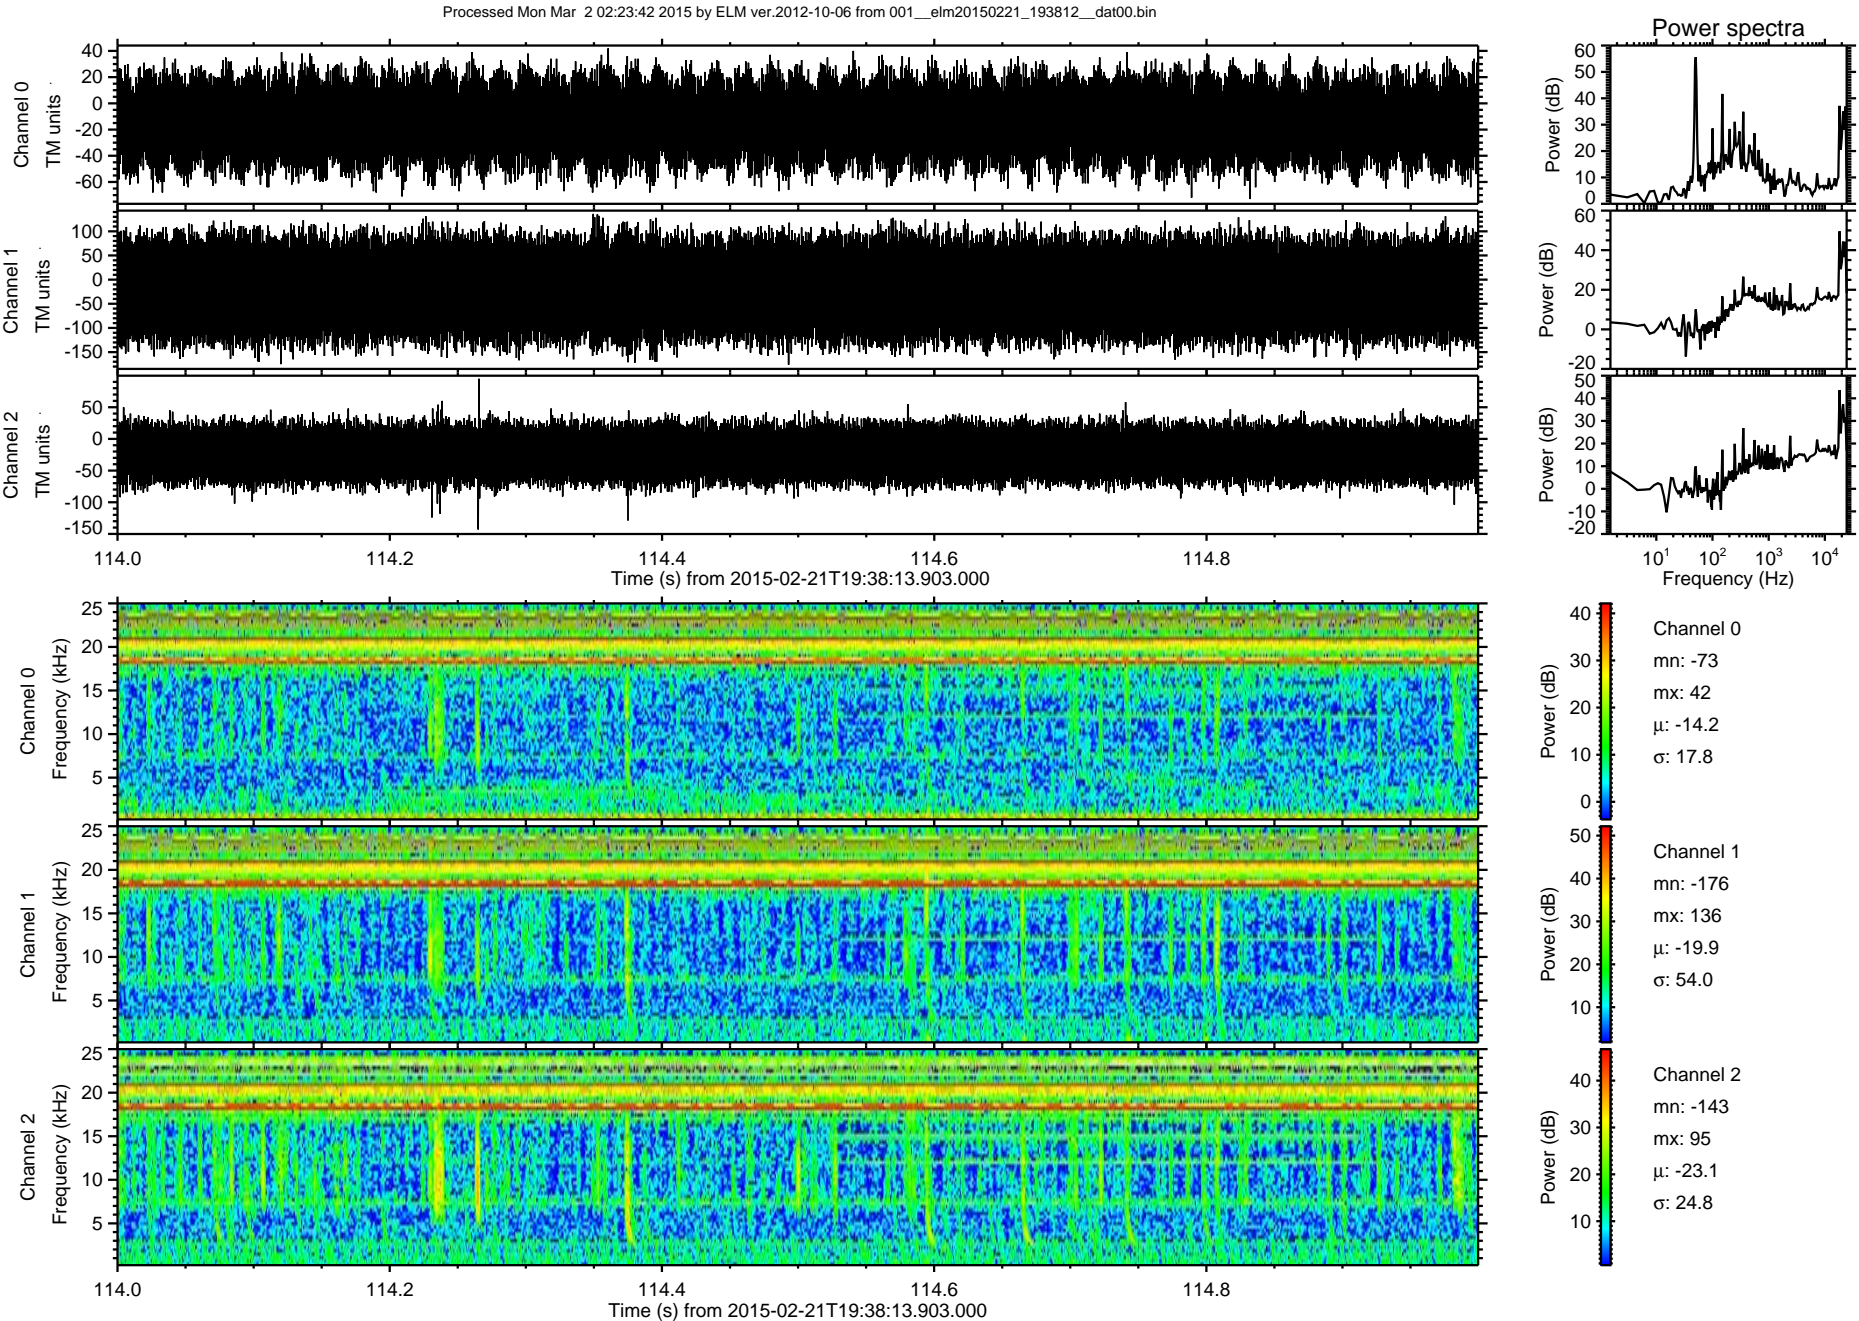 Processed Mon Mar  2 02:23:42 2015 by ELM ver.2012-10-06 from 001__elm20150221_193812__dat00.bin
Power spectra
Channel 0
TM units
40
20
0
-20
-40
-60
Power (dB)
60
50
40
30
20
10
0
Channel 1
TM units
100
50
0
-50
-100
-150
Power (dB)
60
40
20
0
-20
Channel 2
TM units
50
0
-50
-100
-150
Power (dB)
50
40
30
20
10
0
-10
-20
114.0 114.2 114.4 114.6 114.8
Time (s) from 2015-02-21T19:38:13.903.000
10¹ 10² 10³ 10⁴
Frequency (Hz)
Channel 0
Frequency (kHz)
25
20
15
10
5
Power (dB)
40
30
20
10
0
Channel 0
mn: -73
mx: 42
μ: -14.2
σ: 17.8
Channel 1
Frequency (kHz)
25
20
15
10
5
Power (dB)
50
40
30
20
10
Channel 1
mn: -176
mx: 136
μ: -19.9
σ: 54.0
Channel 2
Frequency (kHz)
25
20
15
10
5
Power (dB)
40
30
20
10
Channel 2
mn: -143
mx: 95
μ: -23.1
σ: 24.8
114.0 114.2 114.4 114.6 114.8
Time (s) from 2015-02-21T19:38:13.903.000